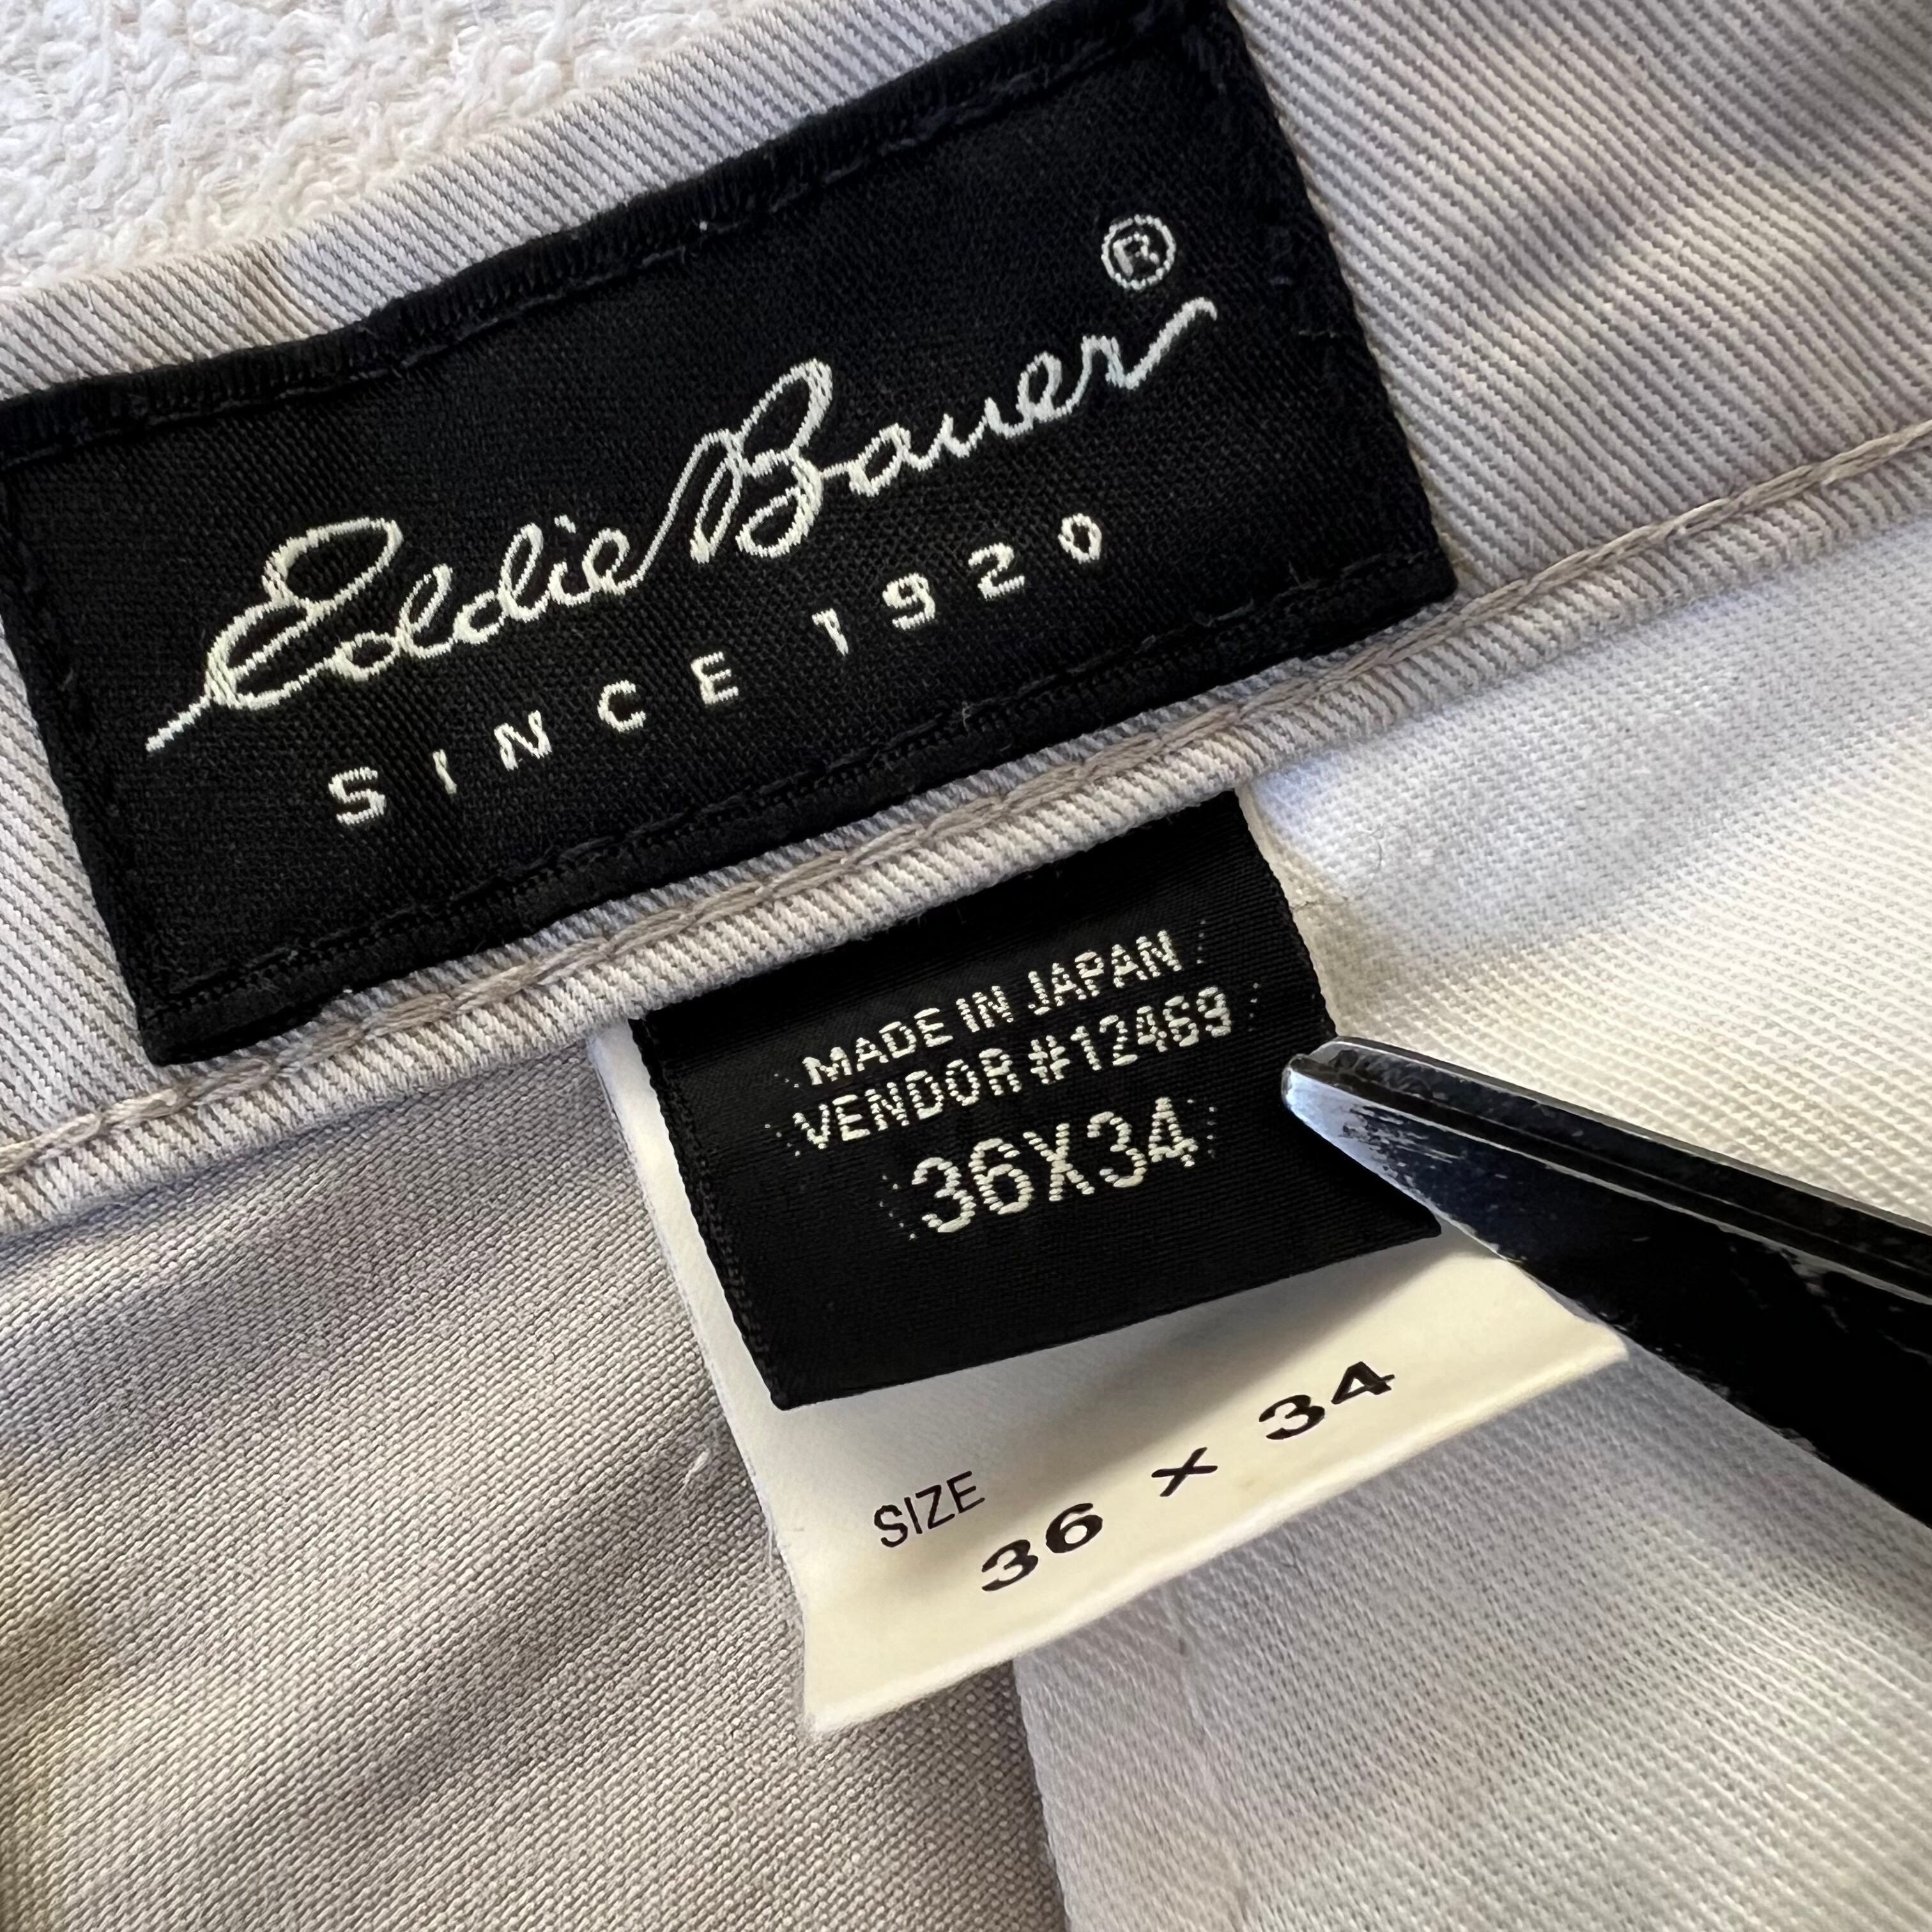 Eddie Bauer®
SINCE 1920
MADE IN JAPAN
VENDOR #12469
36X34
SIZE
36 x 34